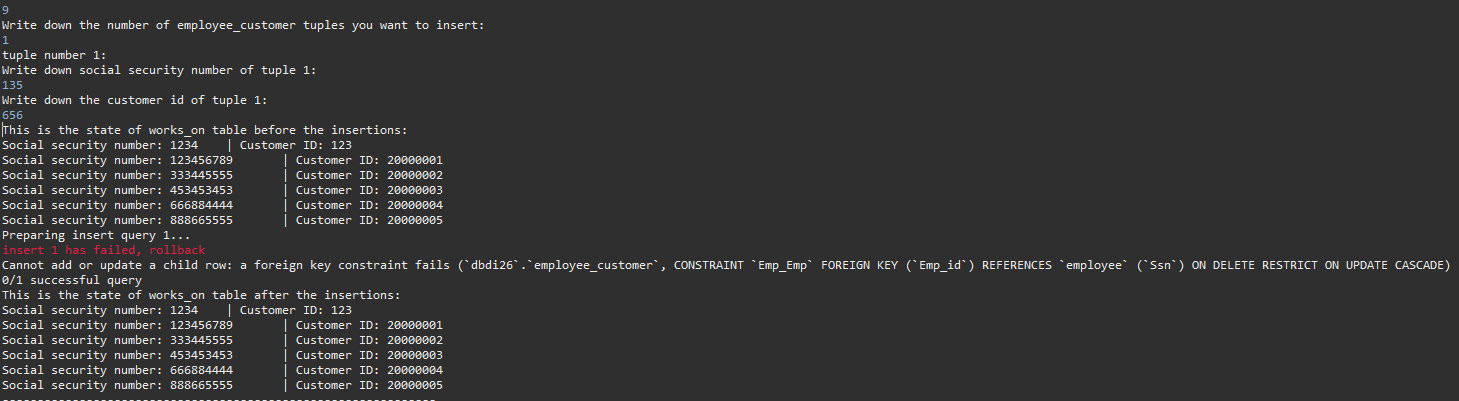 9
Write down the number of employee_customer tuples you want to insert:
1
tuple number 1:
Write down social security number of tuple 1:
135
Write down the customer id of tuple 1:
656
This is the state of works_on table before the insertions:
Social security number: 1234    | Customer ID: 123
Social security number: 123456789       | Customer ID: 20000001
Social security number: 333445555       | Customer ID: 20000002
Social security number: 453453453       | Customer ID: 20000003
Social security number: 666884444       | Customer ID: 20000004
Social security number: 888665555       | Customer ID: 20000005
Preparing insert query 1...
insert 1 has failed, rollback
Cannot add or update a child row: a foreign key constraint fails (`dbdi26`.`employee_customer`, CONSTRAINT `Emp_Emp` FOREIGN KEY (`Emp_id`) REFERENCES `employee` (`Ssn`) ON DELETE RESTRICT ON UPDATE CASCADE)
0/1 successful query
This is the state of works_on table after the insertions:
Social security number: 1234    | Customer ID: 123
Social security number: 123456789       | Customer ID: 20000001
Social security number: 333445555       | Customer ID: 20000002
Social security number: 453453453       | Customer ID: 20000003
Social security number: 666884444       | Customer ID: 20000004
Social security number: 888665555       | Customer ID: 20000005